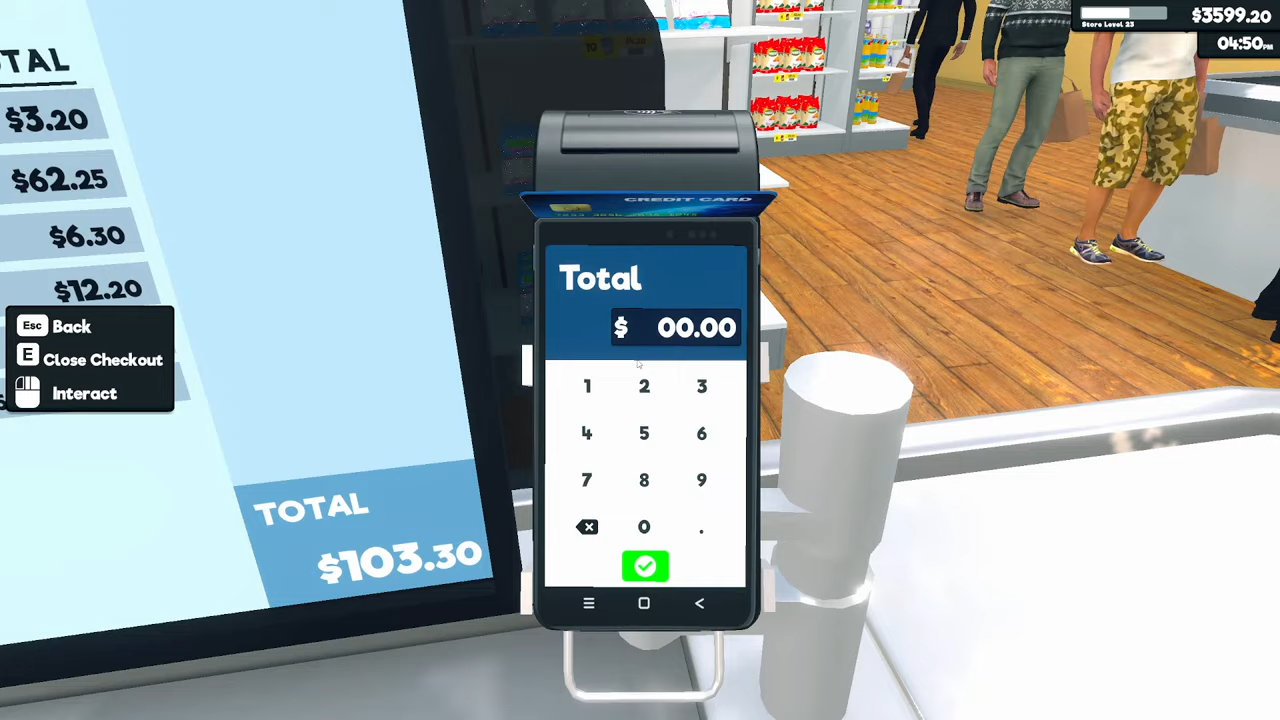 $3599.20
Store Level 23
04:50PM
$3.20
$62.25
$6.30
$12.20
Esc Back
E Close Checkout
Interact
TOTAL
$103.30
CREDIT CARD
Total
$ 00.00
1 2 3
4 5 6
7 8 9
0 .